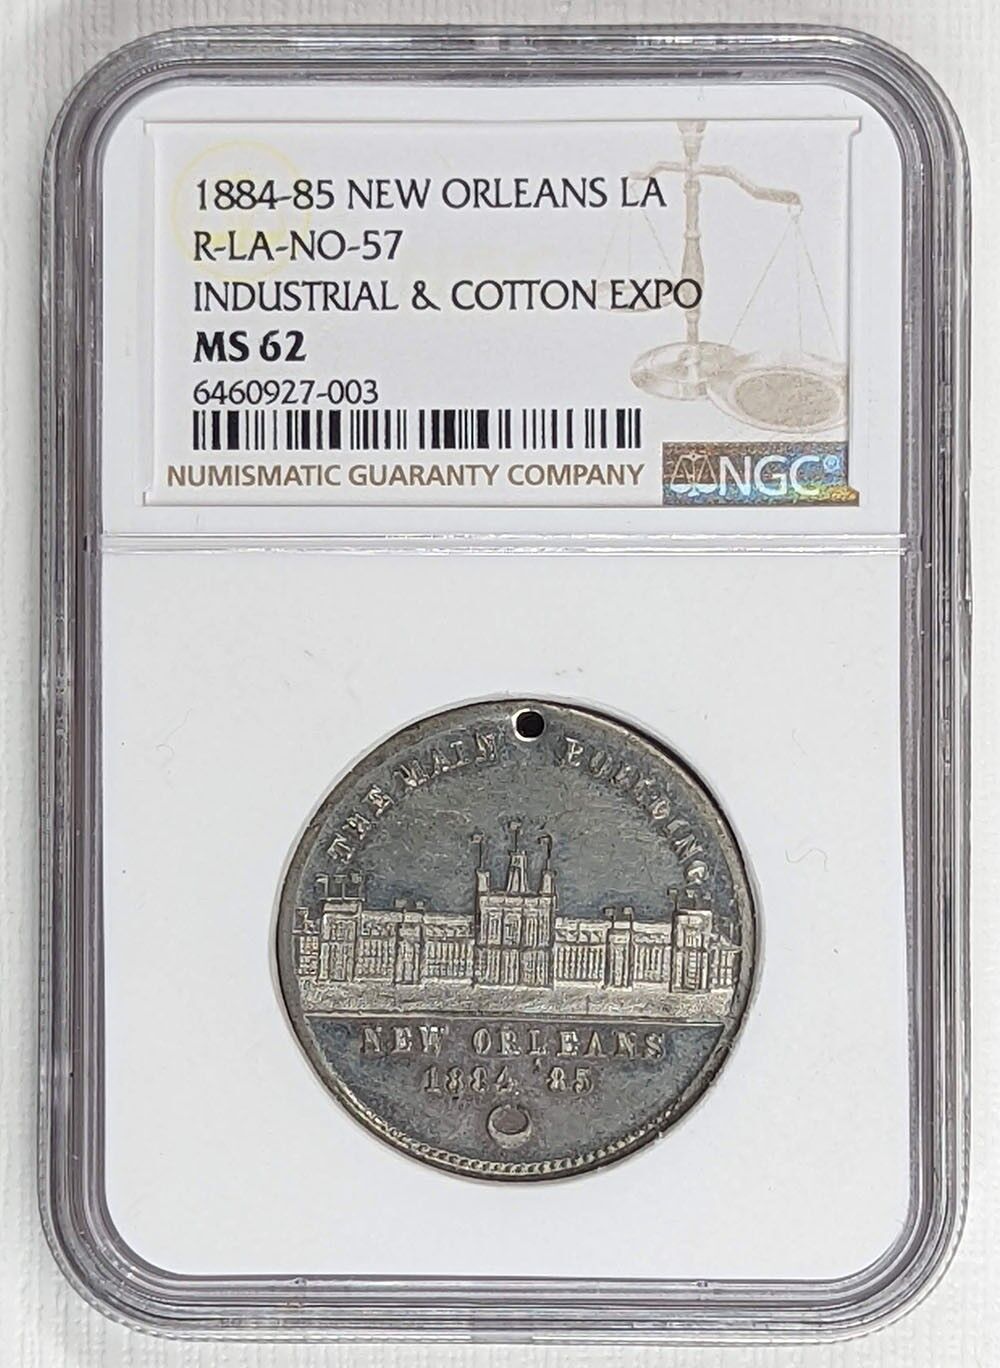 1884-85 NEW ORLEANS LA
R-LA-NO-57
INDUSTRIAL & COTTON EXPO
MS 62
6460927-003
NUMISMATIC GUARANTY COMPANY
NGC®
THE MAIN BUILDING
NEW ORLEANS
1884 '85